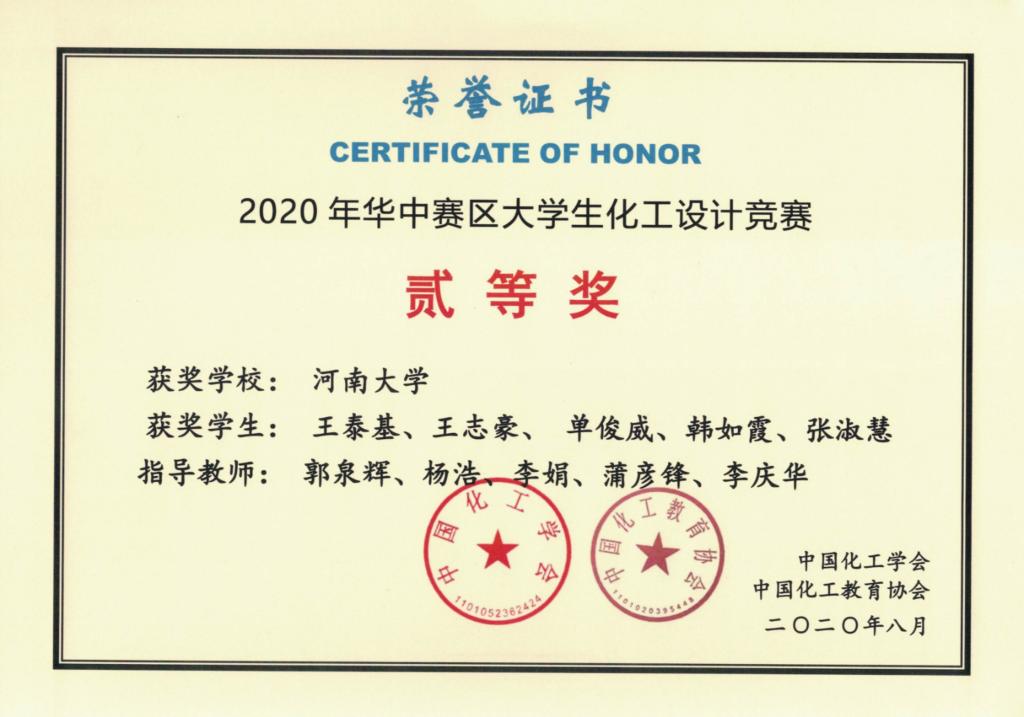 荣誉证书
CERTIFICATE OF HONOR
2020 年华中赛区大学生化工设计竞赛
贰等奖
获奖学校： 河南大学
获奖学生： 王泰基、王志豪、 单俊威、韩如霞、张淑慧
指导教师： 郭泉辉、杨浩、李娟、蒲彦锋、李庆华
中国化工学会
1101052362424
中国化工教育协会
1101020395448
中国化工学会
中国化工教育协会
二〇二〇年八月